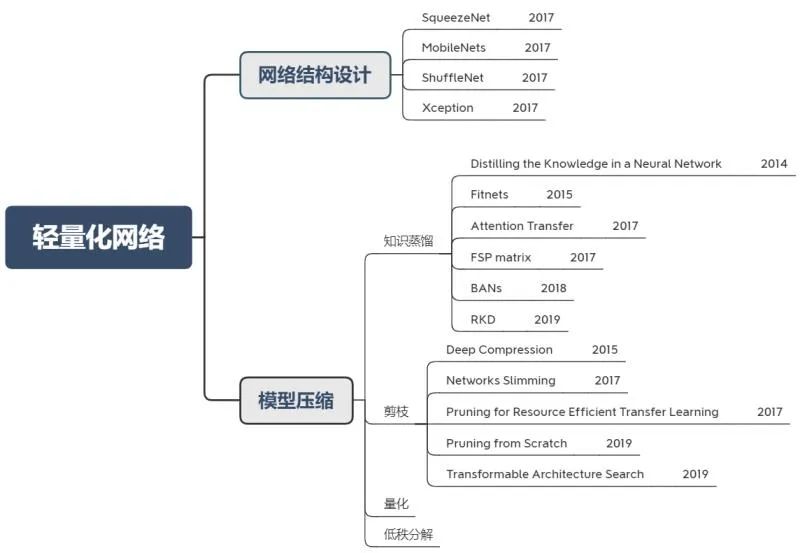 轻量化网络
网络结构设计
SqueezeNet 2017
MobileNets 2017
ShuffleNet 2017
Xception 2017
模型压缩
知识蒸馏
Distilling the Knowledge in a Neural Network 2014
Fitnets 2015
Attention Transfer 2017
FSP matrix 2017
BANs 2018
RKD 2019
剪枝
Deep Compression 2015
Networks Slimming 2017
Pruning for Resource Efficient Transfer Learning 2017
Pruning from Scratch 2019
Transformable Architecture Search 2019
量化
低秩分解